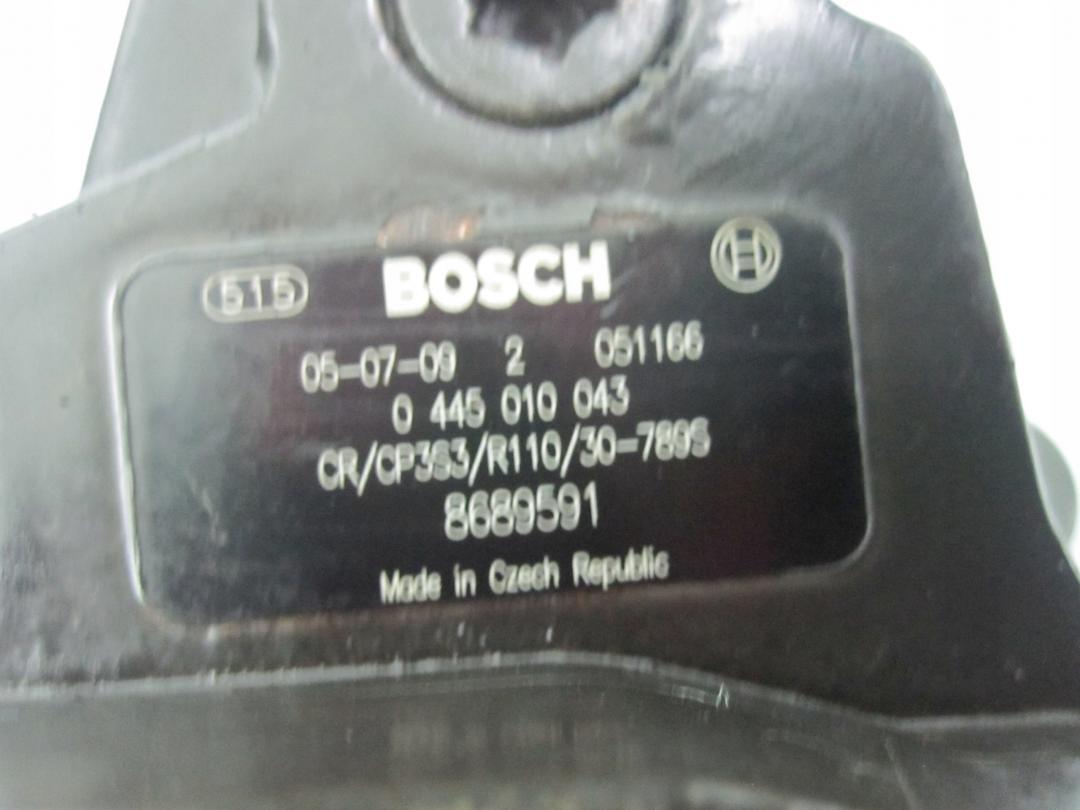 515 BOSCH
05-07-09 2 051166
0 445 010 043
CR/CP3S3/R110/30-789S
8689591
Made in Czech Republic